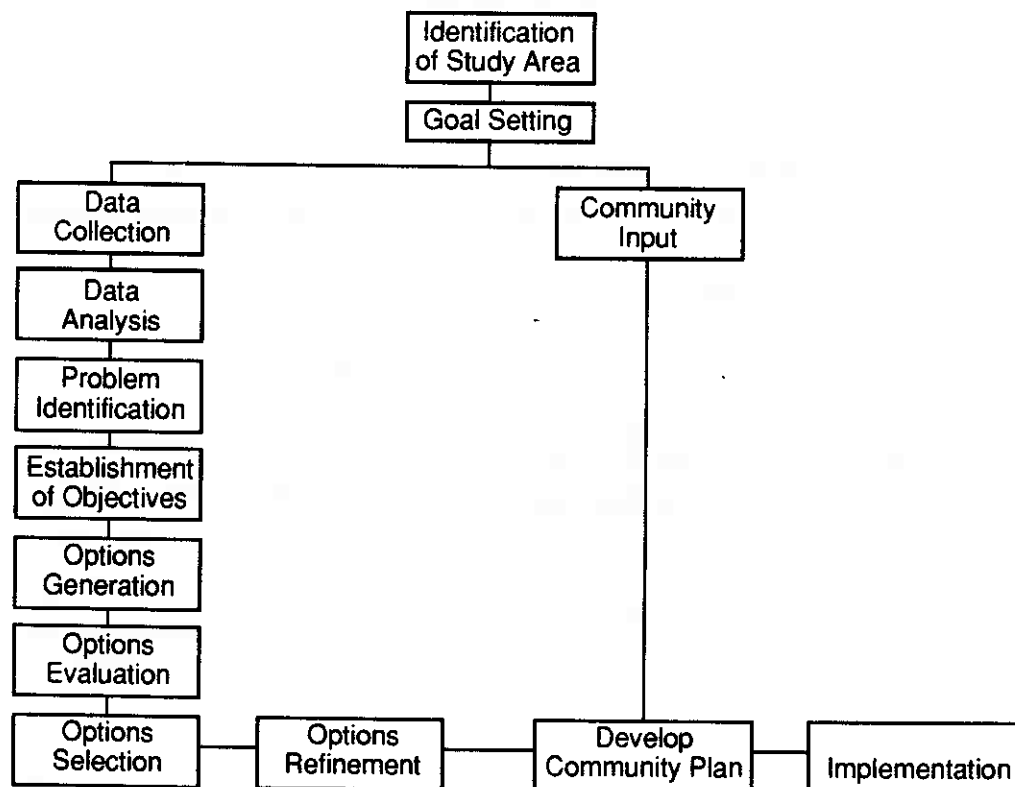 Identification
of Study Area
Goal Setting
Data
Collection
Community
Input
Data
Analysis
Problem
Identification
Establishment
of Objectives
Options
Generation
Options
Evaluation
Options
Selection
Options
Refinement
Develop
Community Plan
Implementation